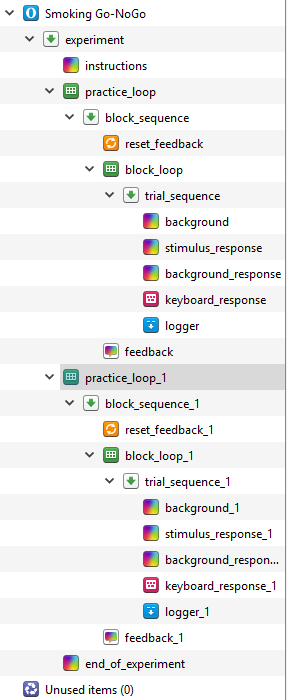 Smoking Go-NoGo
experiment
instructions
practice_loop
block_sequence
reset_feedback
block_loop
trial_sequence
background
stimulus_response
background_response
keyboard_response
logger
feedback
practice_loop_1
block_sequence_1
reset_feedback_1
block_loop_1
trial_sequence_1
background_1
stimulus_response_1
background_respon...
keyboard_response_1
logger_1
feedback_1
end_of_experiment
Unused items (0)